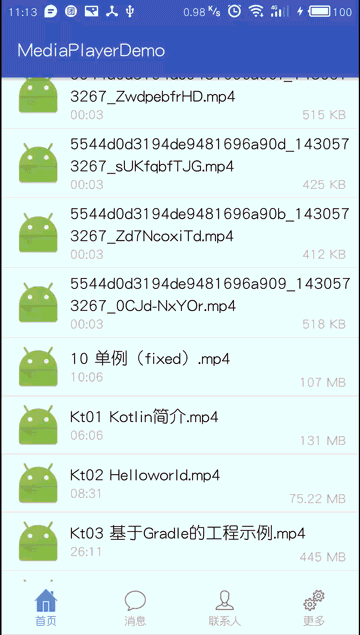 11:13
0.98 K/s
4G
100
MediaPlayerDemo
3267_ZwdpebfrHD.mp4
00:03
515 KB
5544d0d3194de9481696a90d_143057
3267_sUKfqbfTJG.mp4
00:03
425 KB
5544d0d3194de9481696a90b_143057
3267_Zd7NcoxiTd.mp4
00:03
412 KB
5544d0d3194de9481696a909_143057
3267_0CJd-NxYOr.mp4
00:03
518 KB
10 单例（fixed）.mp4
10:06
107 MB
Kt01 Kotlin简介.mp4
06:06
131 MB
Kt02 Helloworld.mp4
08:31
75.22 MB
Kt03 基于Gradle的工程示例.mp4
26:11
445 MB
首页
消息
联系人
更多